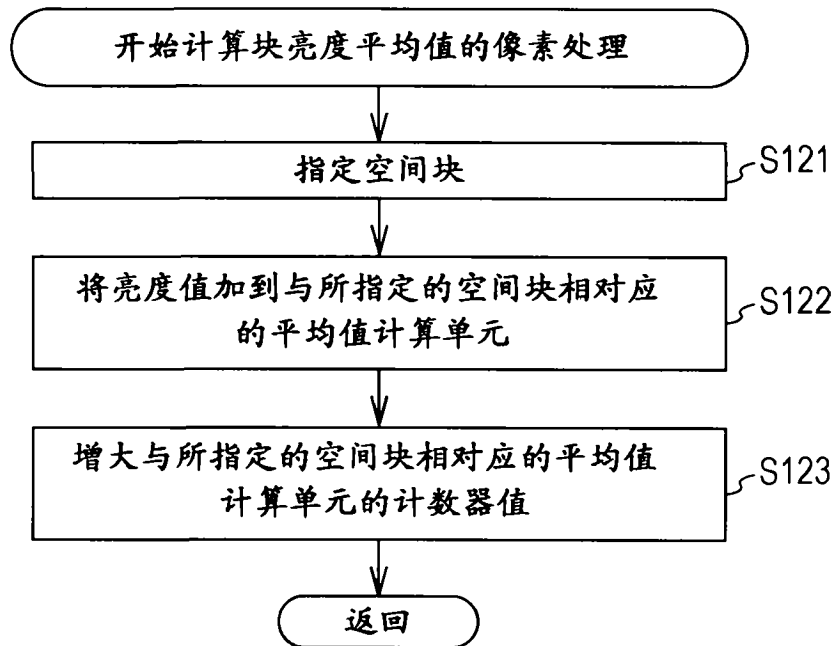 开始计算块亮度平均值的像素处理
指定空间块
S121
将亮度值加到与所指定的空间块相对应
的平均值计算单元
S122
增大与所指定的空间块相对应的平均值
计算单元的计数器值
S123
返回